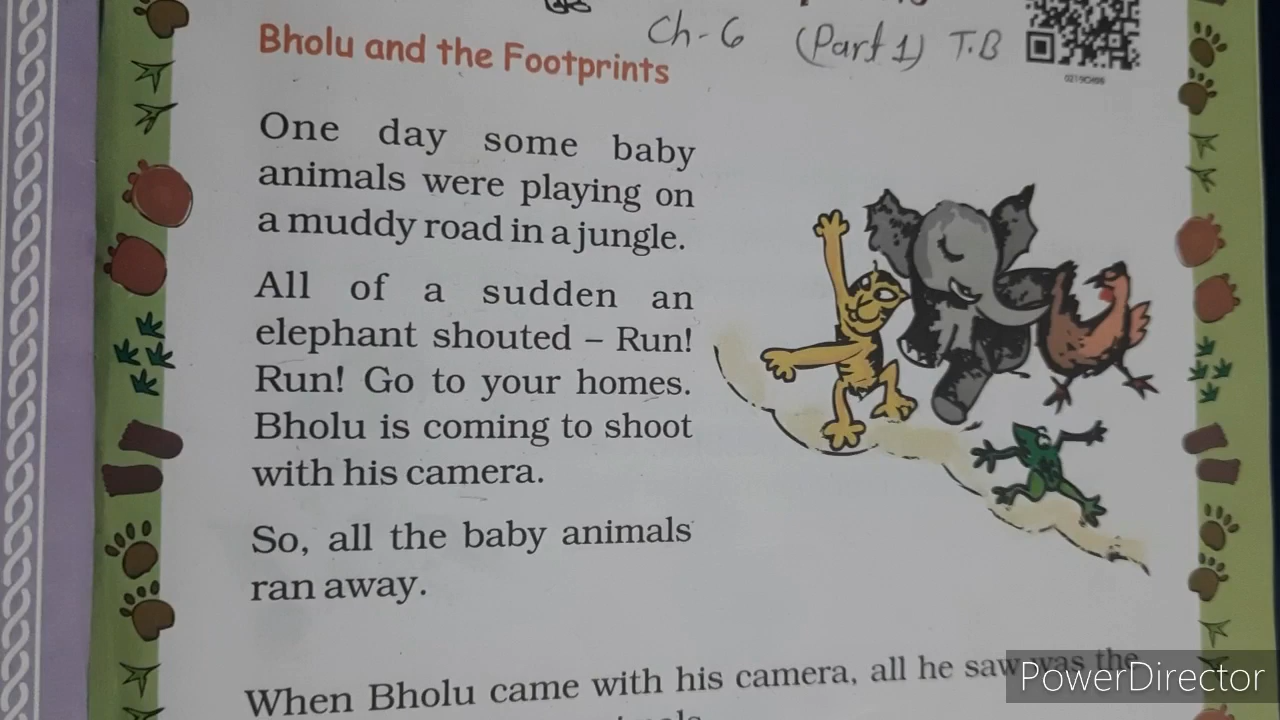 Ch-6 (Part 1) T.B
Bholu and the Footprints
One day some baby
animals were playing on
a muddy road in a jungle.
All of a sudden an
elephant shouted – Run!
Run! Go to your homes.
Bholu is coming to shoot
with his camera.
So, all the baby animals
ran away.
When Bholu came with his camera, all he saw was the
PowerDirector